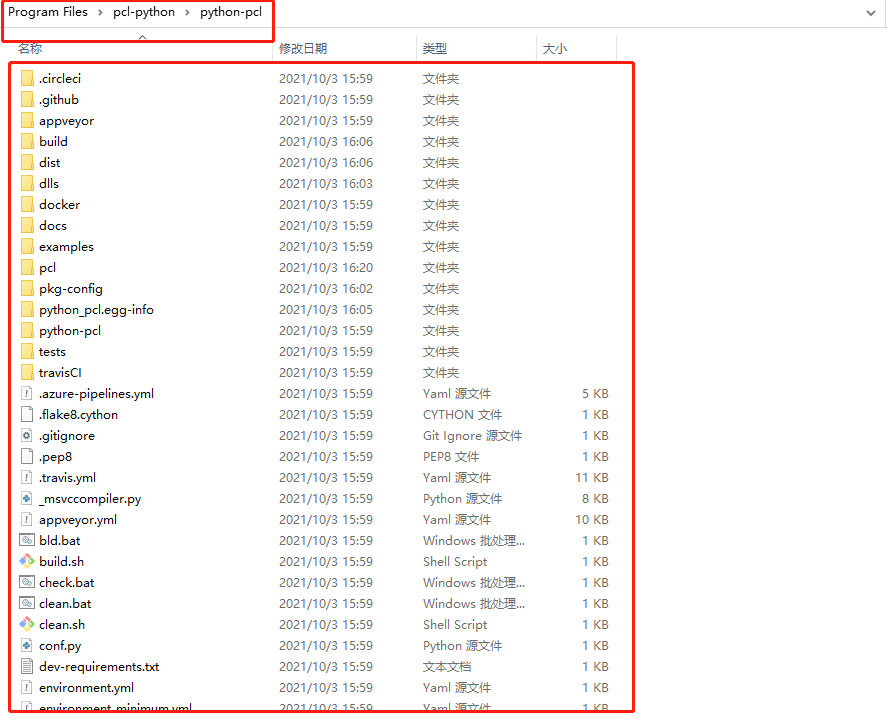 Program Files > pcl-python > python-pcl
名称 修改日期 类型 大小
.circleci 2021/10/3 15:59 文件夹
.github 2021/10/3 15:59 文件夹
appveyor 2021/10/3 15:59 文件夹
build 2021/10/3 16:06 文件夹
dist 2021/10/3 16:06 文件夹
dlls 2021/10/3 16:03 文件夹
docker 2021/10/3 15:59 文件夹
docs 2021/10/3 15:59 文件夹
examples 2021/10/3 15:59 文件夹
pcl 2021/10/3 16:20 文件夹
pkg-config 2021/10/3 16:02 文件夹
python_pcl.egg-info 2021/10/3 16:05 文件夹
python-pcl 2021/10/3 15:59 文件夹
tests 2021/10/3 15:59 文件夹
travisCI 2021/10/3 15:59 文件夹
.azure-pipelines.yml 2021/10/3 15:59 Yaml 源文件 5 KB
.flake8.cython 2021/10/3 15:59 CYTHON 文件 1 KB
.gitignore 2021/10/3 15:59 Git Ignore 源文件 1 KB
.pep8 2021/10/3 15:59 PEP8 文件 1 KB
.travis.yml 2021/10/3 15:59 Yaml 源文件 11 KB
_msvccompiler.py 2021/10/3 15:59 Python 源文件 8 KB
appveyor.yml 2021/10/3 15:59 Yaml 源文件 10 KB
bld.bat 2021/10/3 15:59 Windows 批处理... 1 KB
build.sh 2021/10/3 15:59 Shell Script 1 KB
check.bat 2021/10/3 15:59 Windows 批处理... 1 KB
clean.bat 2021/10/3 15:59 Windows 批处理... 1 KB
clean.sh 2021/10/3 15:59 Shell Script 1 KB
conf.py 2021/10/3 15:59 Python 源文件 1 KB
dev-requirements.txt 2021/10/3 15:59 文本文档 1 KB
environment.yml 2021/10/3 15:59 Yaml 源文件 1 KB
environment_minimum.yml 2021/10/3 15:59 Yaml 源文件 1 KB